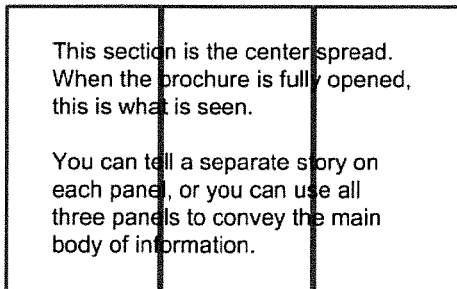 This section is the center spread.
When the brochure is fully opened,
this is what is seen.
You can tell a separate story on
each panel, or you can use all
three panels to convey the main
body of information.